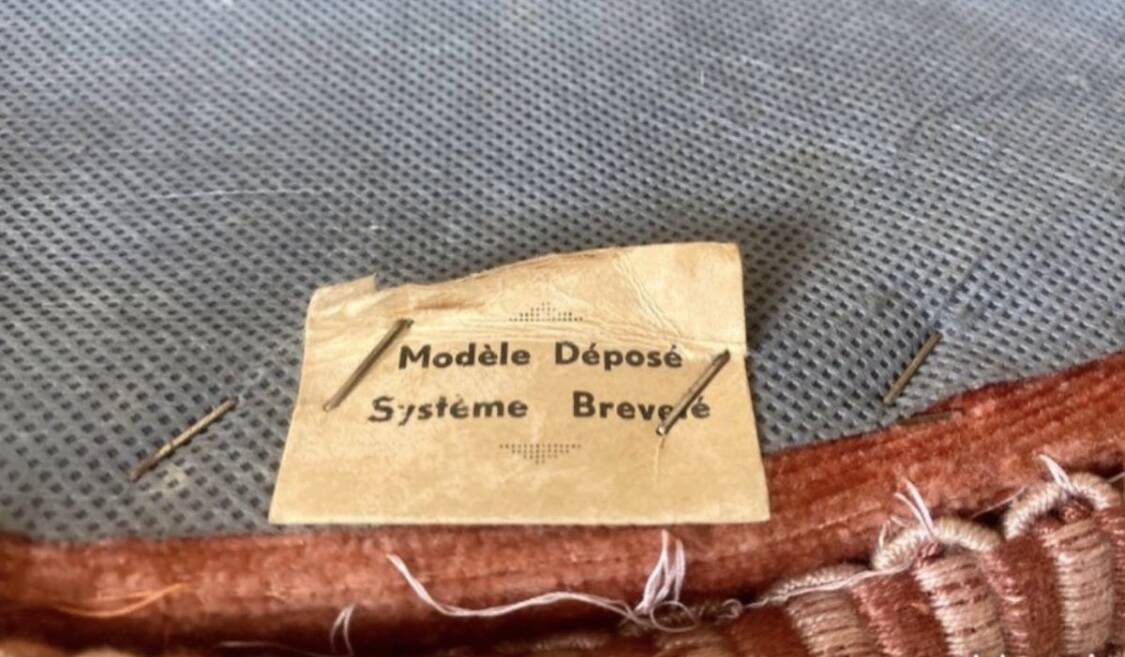 Modèle Déposé
Système Breveté